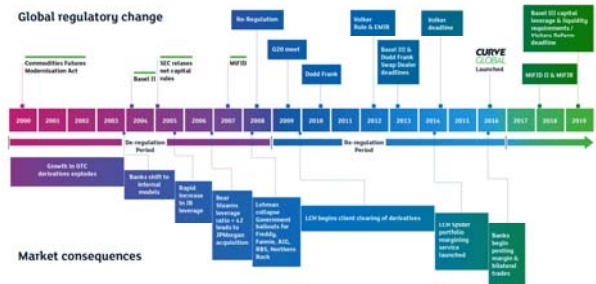 Global regulatory change
Commodities Futures
Modernisation Act
Basel II
SEC relaxes
net capital
rules
MiFID
Re-Regulation
G20 meet
Dodd Frank
Volker
Rule & EMIR
Basel III &
Dodd Frank
Swap Dealer
deadlines
Volker
deadline
CURVE
GLOBAL
Launched
Basel III capital
leverage & liquidity
requirements /
Vickers Reform
deadline
MiFID II & MiFIR
2000 2001 2002 2003 2004 2005 2006 2007 2008 2009 2010 2011 2012 2013 2014 2015 2016 2017 2018 2019
De-regulation
Period
Re-regulation
Period
Growth in OTC
derivatives explodes
Banks shift to
internal
models
Rapid
increase
in IB
leverage
Bear
Stearns
leverage
ratio < 42
leads to
JPMorgan
acquisition
Lehman
collapse
Government
bailouts for
Freddy,
Fannie, AIG,
RBS, Northern
Rock
LCH begins client clearing of derivatives
LCH Spider
portfolio
margining
service
launched
Banks
begin
posting
margin &
bilateral
trades
Market consequences